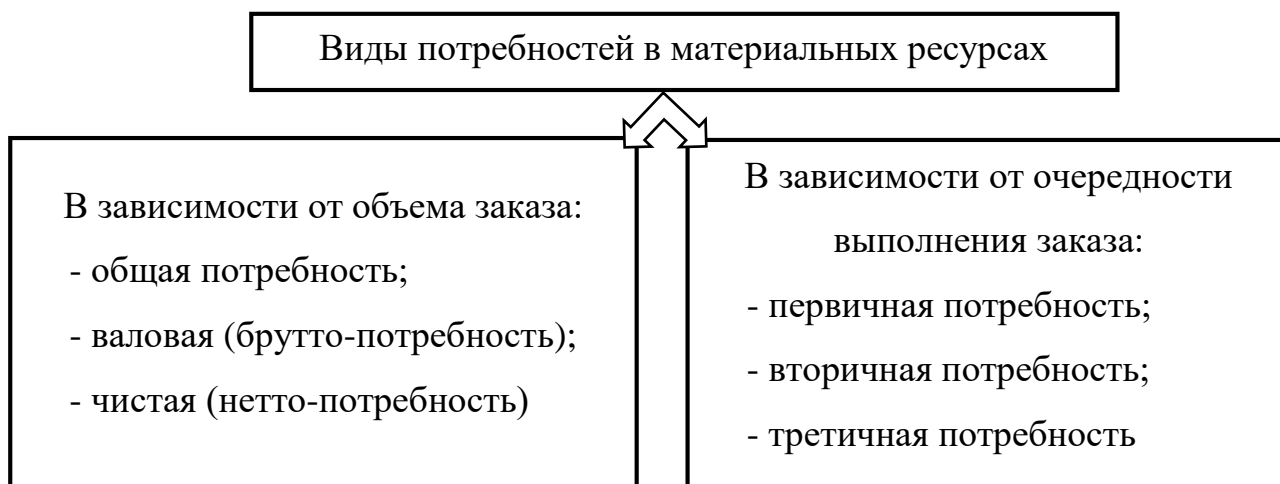 Виды потребностей в материальных ресурсах
В зависимости от объема заказа:
- общая потребность;
- валовая (брутто-потребность);
- чистая (нетто-потребность)
В зависимости от очередности
выполнения заказа:
- первичная потребность;
- вторичная потребность;
- третичная потребность